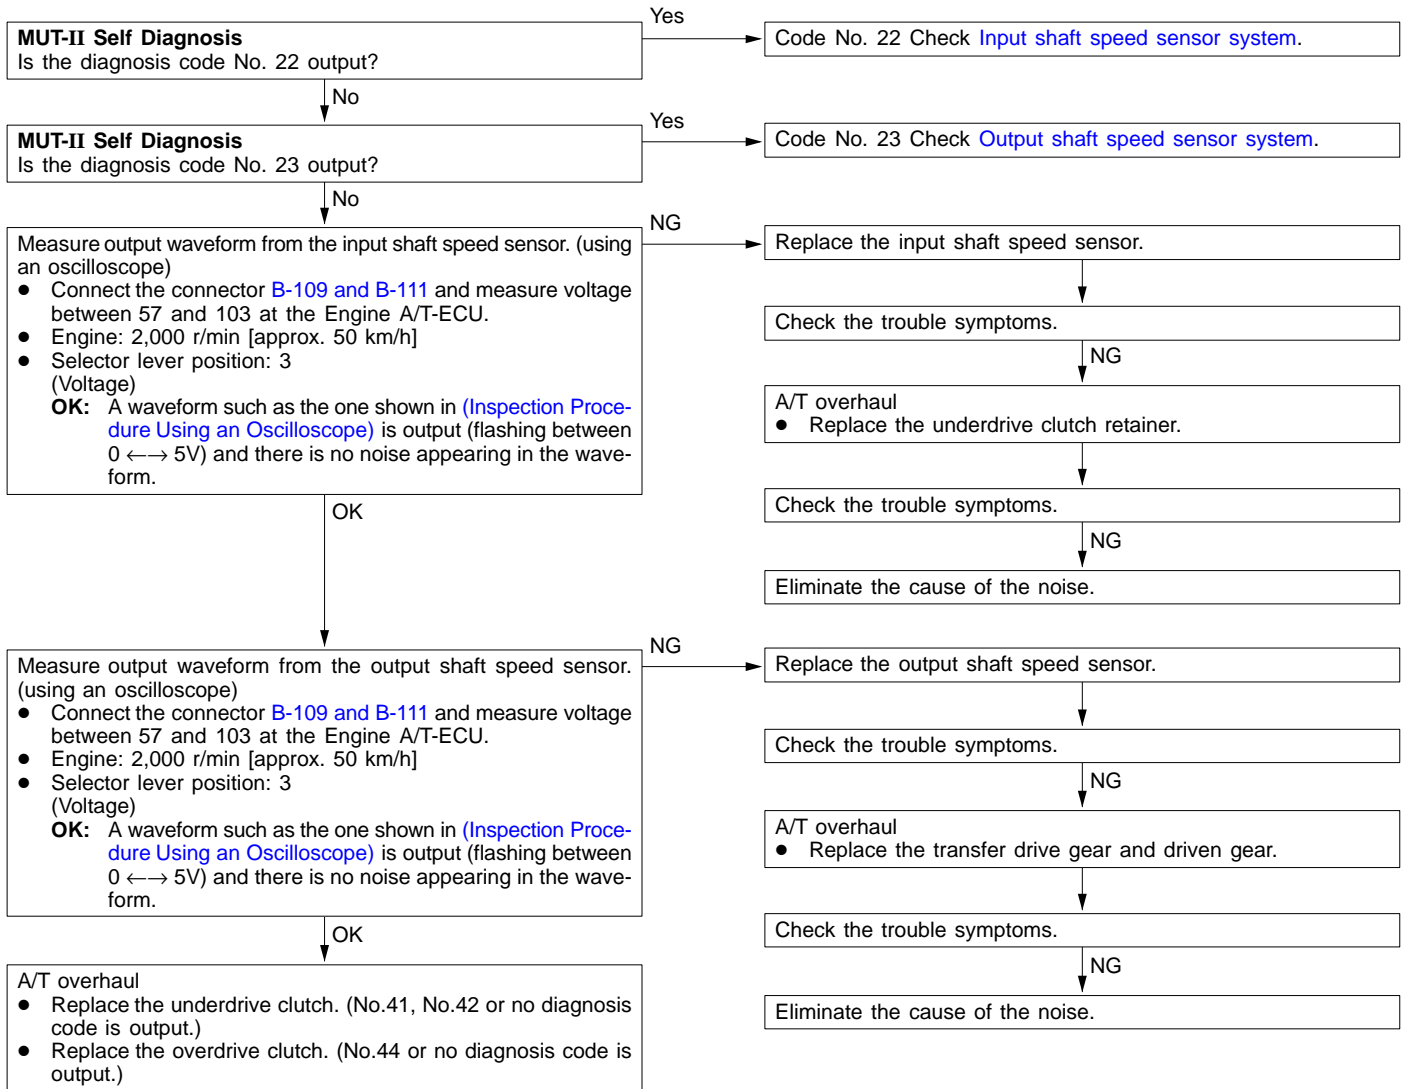 Yes
MUT-II Self Diagnosis
Is the diagnosis code No. 22 output?
Code No. 22 Check Input shaft speed sensor system.
No
Yes
MUT-II Self Diagnosis
Is the diagnosis code No. 23 output?
Code No. 23 Check Output shaft speed sensor system.
No
NG
Measure output waveform from the input shaft speed sensor. (using
an oscilloscope)
● Connect the connector B-109 and B-111 and measure voltage
between 57 and 103 at the Engine A/T-ECU.
● Engine: 2,000 r/min [approx. 50 km/h]
● Selector lever position: 3
(Voltage)
OK: A waveform such as the one shown in (Inspection Proce-
dure Using an Oscilloscope) is output (flashing between
0 ←→ 5V) and there is no noise appearing in the wave-
form.
Replace the input shaft speed sensor.
Check the trouble symptoms.
NG
A/T overhaul
● Replace the underdrive clutch retainer.
Check the trouble symptoms.
NG
Eliminate the cause of the noise.
OK
NG
Measure output waveform from the output shaft speed sensor.
(using an oscilloscope)
● Connect the connector B-109 and B-111 and measure voltage
between 57 and 103 at the Engine A/T-ECU.
● Engine: 2,000 r/min [approx. 50 km/h]
● Selector lever position: 3
(Voltage)
OK: A waveform such as the one shown in (Inspection Proce-
dure Using an Oscilloscope) is output (flashing between
0 ←→ 5V) and there is no noise appearing in the wave-
form.
Replace the output shaft speed sensor.
Check the trouble symptoms.
NG
A/T overhaul
● Replace the transfer drive gear and driven gear.
Check the trouble symptoms.
NG
Eliminate the cause of the noise.
OK
A/T overhaul
● Replace the underdrive clutch. (No.41, No.42 or no diagnosis
code is output.)
● Replace the overdrive clutch. (No.44 or no diagnosis code is
output.)